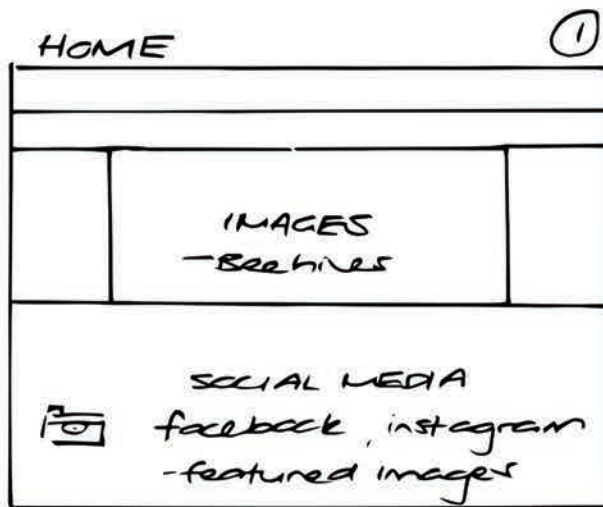 HOME 1
IMAGES
-Beehives
SOCIAL MEDIA
facebook, instagram
-featured images